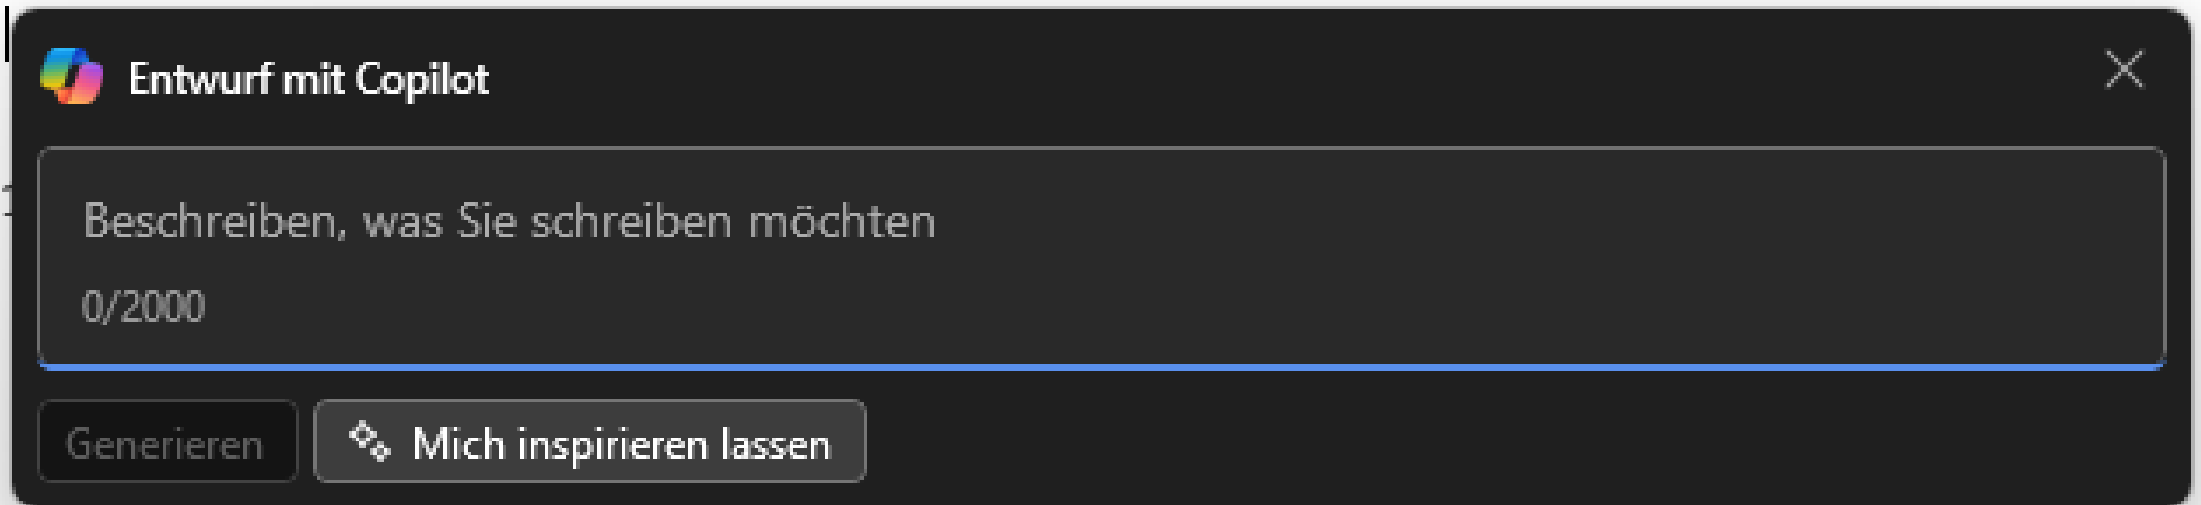 Entwurf mit Copilot
Beschreiben, was Sie schreiben möchten
0/2000
Generieren
Mich inspirieren lassen